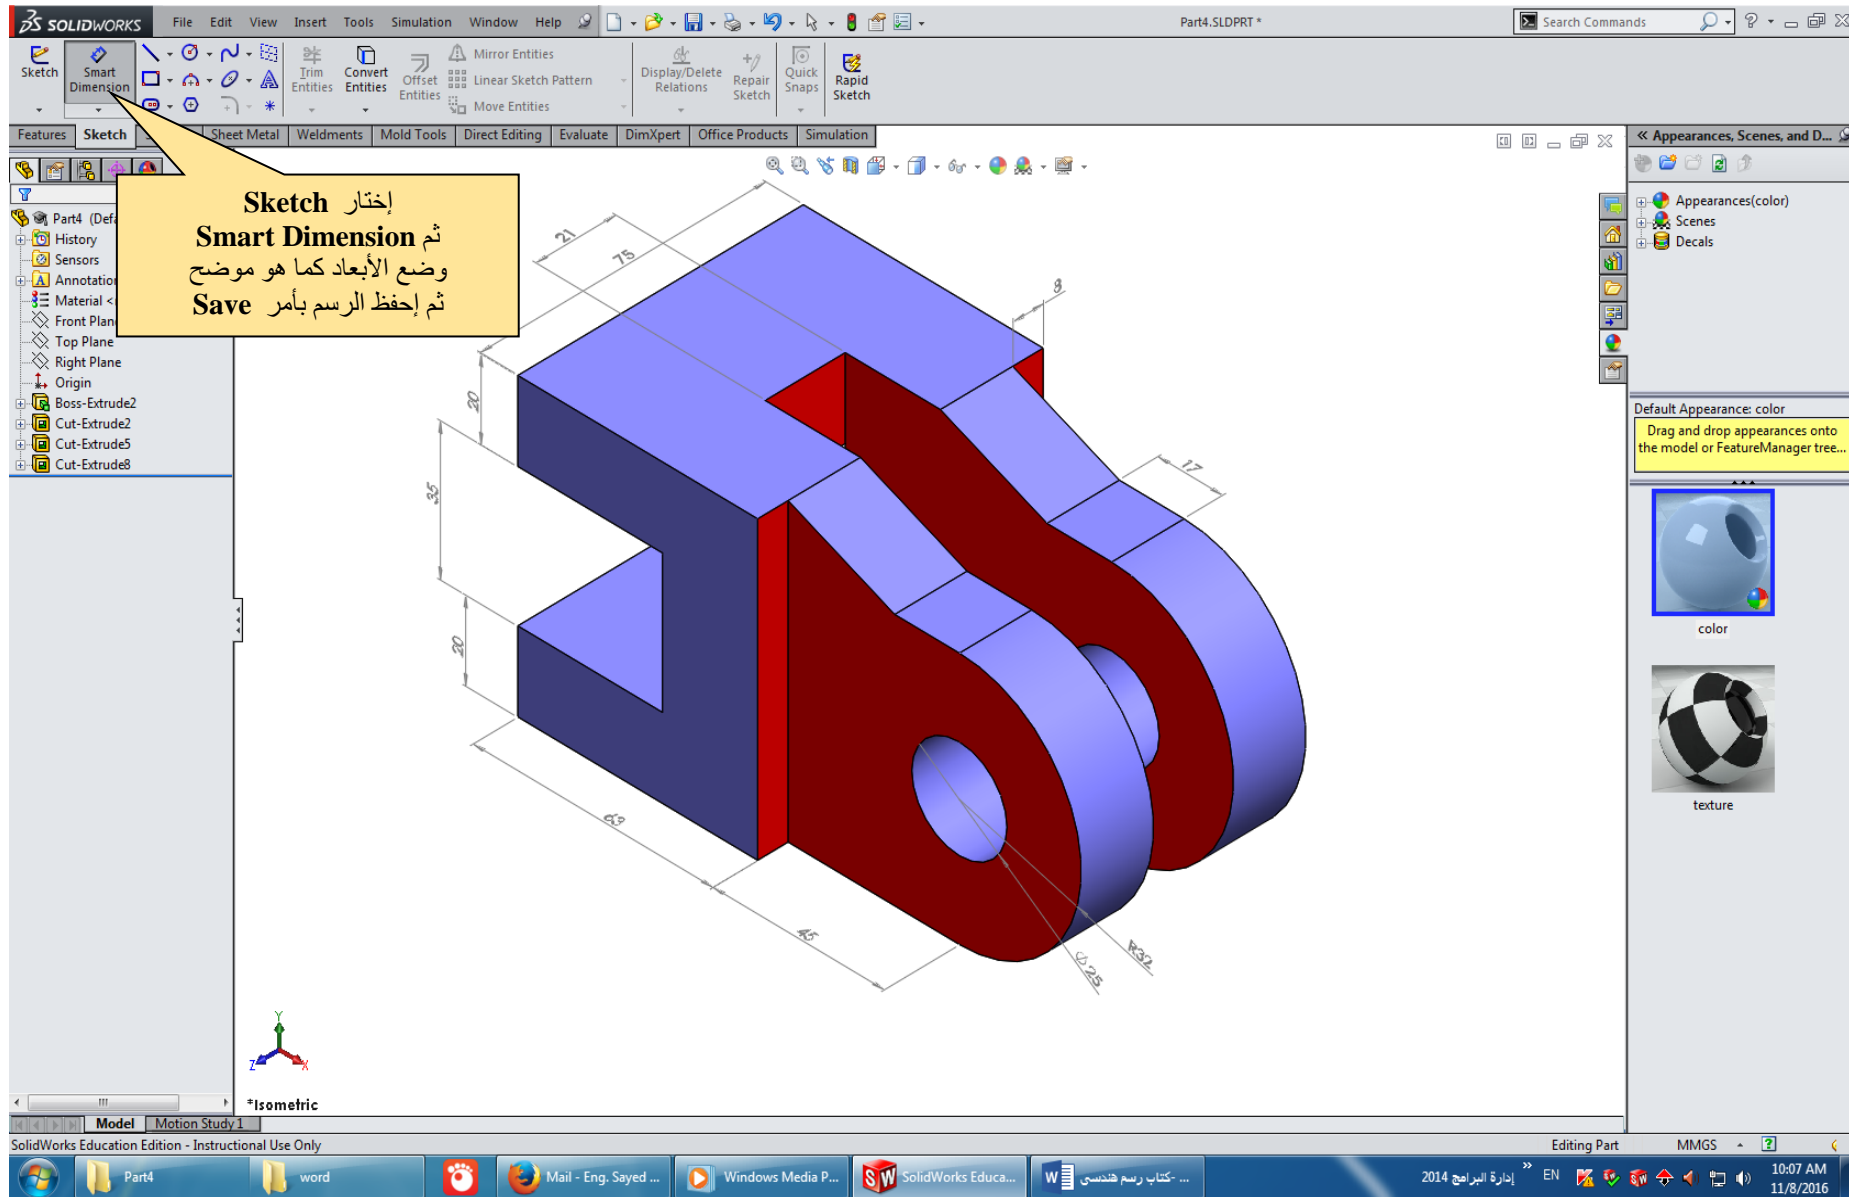 SOLIDWORKS File Edit View Insert Tools Simulation Window Help Part4.SLDPRT * Search Commands
Sketch
Smart Dimension
Trim Entities
Convert Entities
Offset Entities
Mirror Entities
Linear Sketch Pattern
Move Entities
Display/Delete Relations
Repair Sketch
Quick Snaps
Rapid Sketch
Features Sketch Sheet Metal Weldments Mold Tools Direct Editing Evaluate DimXpert Office Products Simulation
إختار Sketch
ثم Smart Dimension
وضع الأبعاد كما هو موضح
ثم إحفظ الرسم بأمر Save
Part4 (Defa
History
Sensors
Annotation
Material <
Front Plan
Top Plane
Right Plane
Origin
Boss-Extrude2
Cut-Extrude2
Cut-Extrude5
Cut-Extrude8
21
75
8
20
35
17
20
63
45
R32
Ø25
Y
Z
X
*Isometric
Appearances, Scenes, and D...
Appearances(color)
Scenes
Decals
Default Appearance: color
Drag and drop appearances onto
the model or FeatureManager tree...
color
texture
Model Motion Study 1
SolidWorks Education Edition - Instructional Use Only Editing Part MMGS
Part4 word Mail - Eng. Sayed ... Windows Media P... SolidWorks Educa... كتاب رسم هندسى- ... إدارة البرامج 2014 EN 10:07 AM
11/8/2016